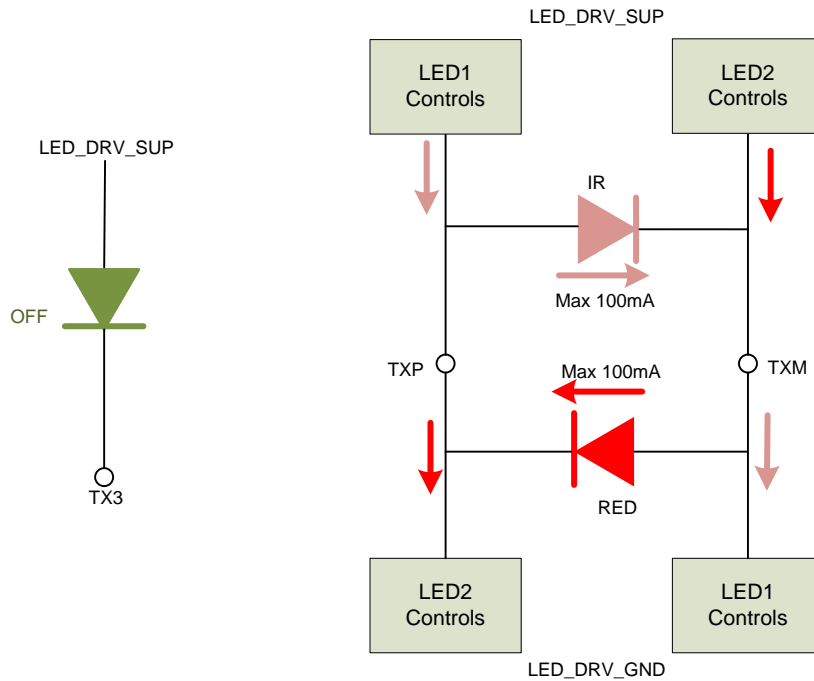 LED_DRV_SUP
LED1
Controls
LED2
Controls
LED_DRV_SUP
IR
OFF
Max 100mA
TXP
Max 100mA
TXM
TX3
RED
LED2
Controls
LED1
Controls
LED_DRV_GND